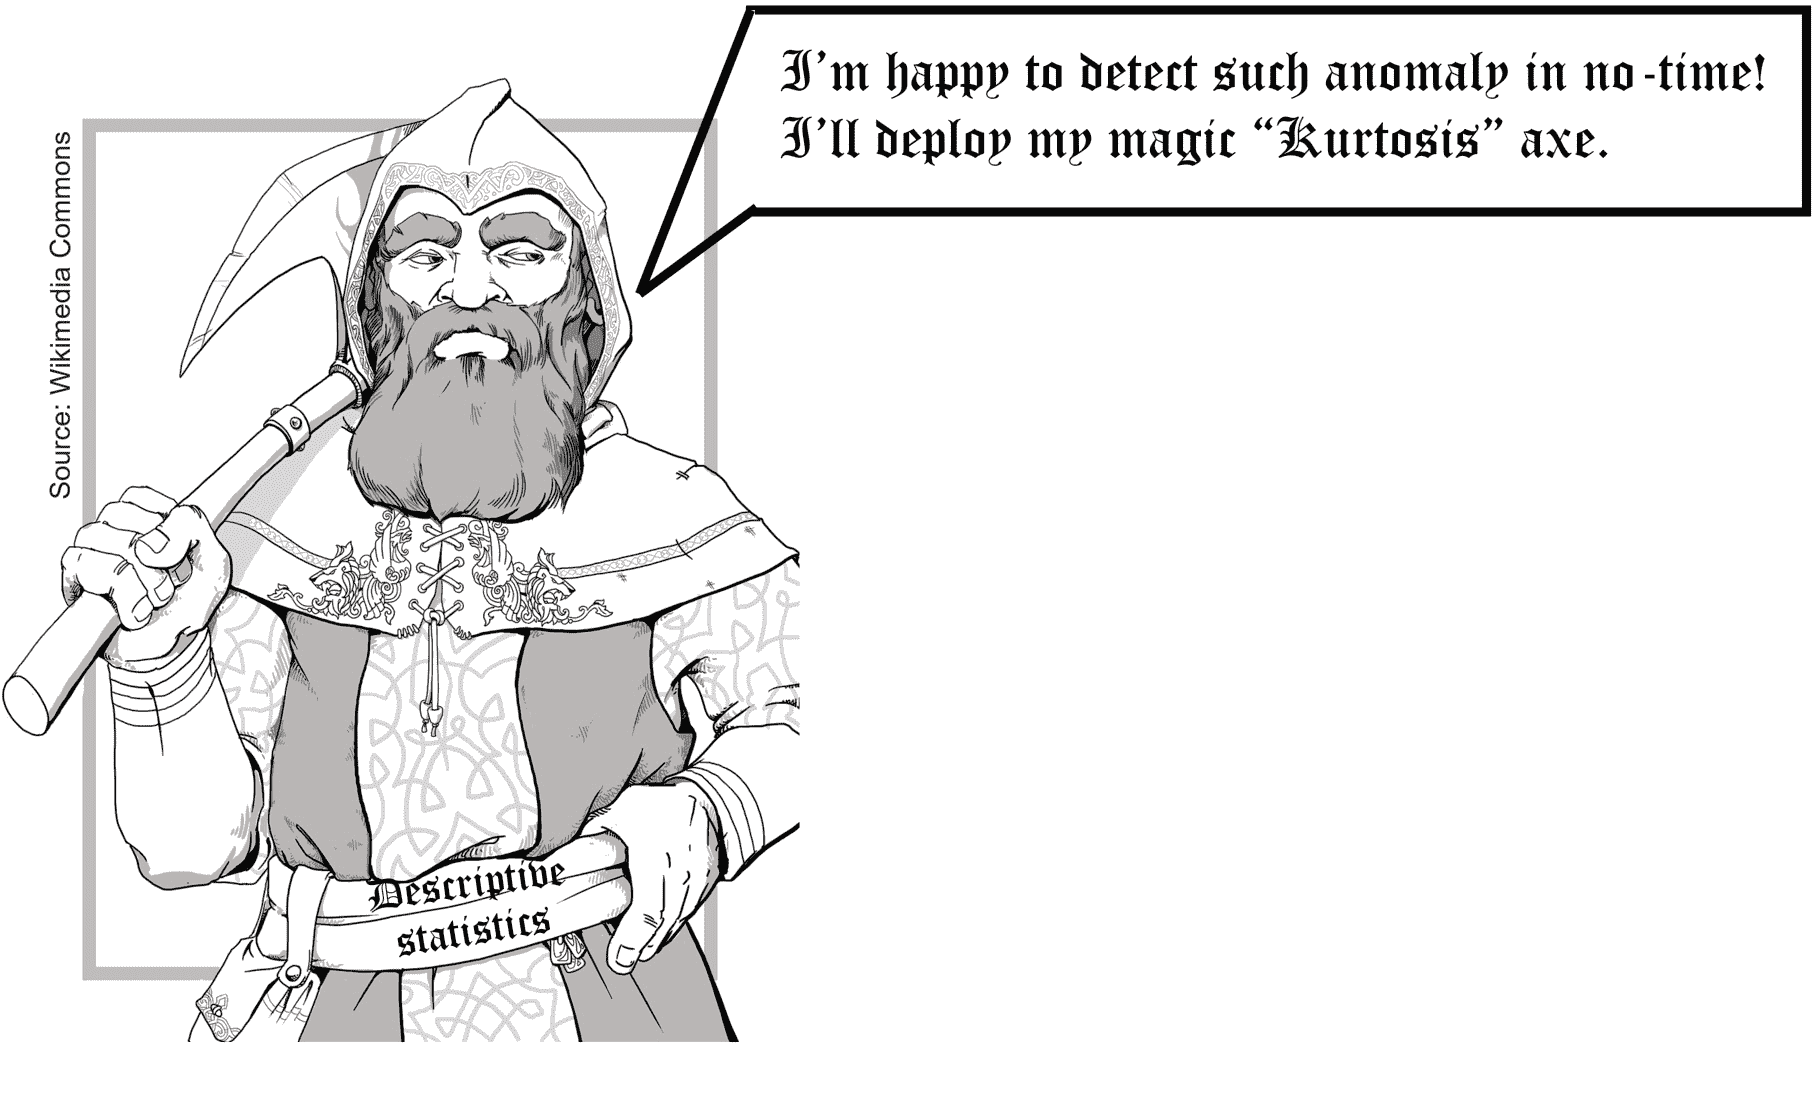 I'm happy to detect such anomaly in no-time!
I'll deploy my magic “Kurtosis” axe.
Source: Wikimedia Commons
Descriptive
statistics